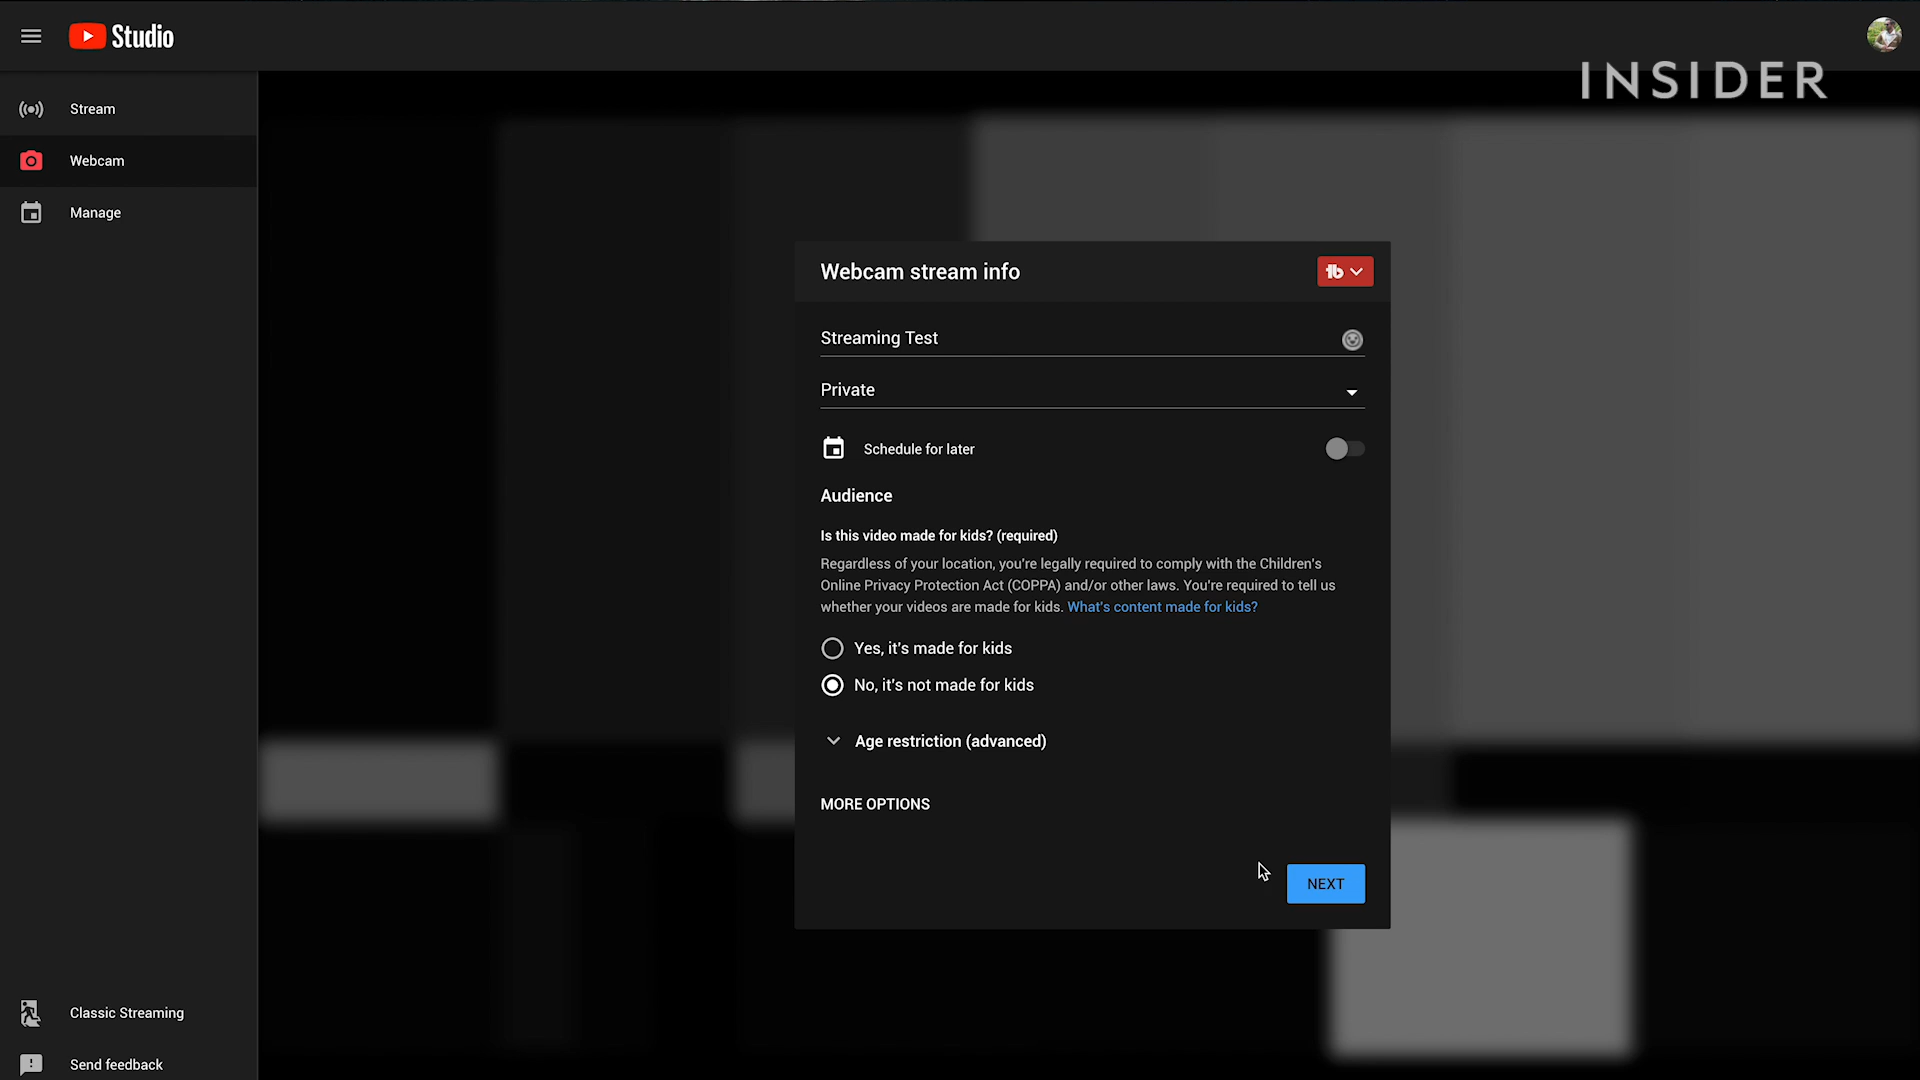 Studio
INSIDER
Stream
Webcam
Manage
Webcam stream info
tb
Streaming Test
Private
Schedule for later
Audience
Is this video made for kids? (required)
Regardless of your location, you're legally required to comply with the Children's
Online Privacy Protection Act (COPPA) and/or other laws. You're required to tell us
whether your videos are made for kids. What's content made for kids?
Yes, it's made for kids
No, it's not made for kids
Age restriction (advanced)
MORE OPTIONS
NEXT
Classic Streaming
Send feedback